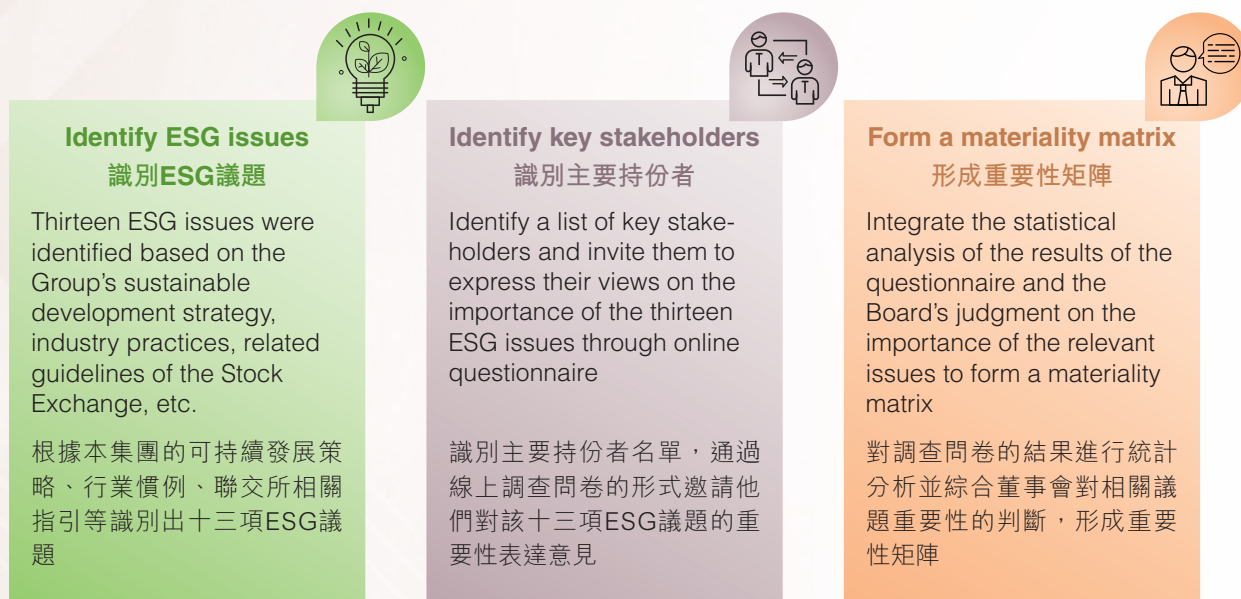 Identify ESG issues
識別ESG議題
Thirteen ESG issues were
identified based on the
Group's sustainable
development strategy,
industry practices, related
guidelines of the Stock
Exchange, etc.
根據本集團的可持續發展策
略、行業慣例、聯交所相關
指引等識別出十三項ESG議
題
Identify key stakeholders
識別主要持份者
Identify a list of key stake-
holders and invite them to
express their views on the
importance of the thirteen
ESG issues through online
questionnaire
識別主要持份者名單，通過
線上調查問卷的形式邀請他
們對該十三項ESG議題的重
要性表達意見
Form a materiality matrix
形成重要性矩陣
Integrate the statistical
analysis of the results of the
questionnaire and the
Board's judgment on the
importance of the relevant
issues to form a materiality
matrix
對調查問卷的結果進行統計
分析並綜合董事會對相關議
題重要性的判斷，形成重要
性矩陣